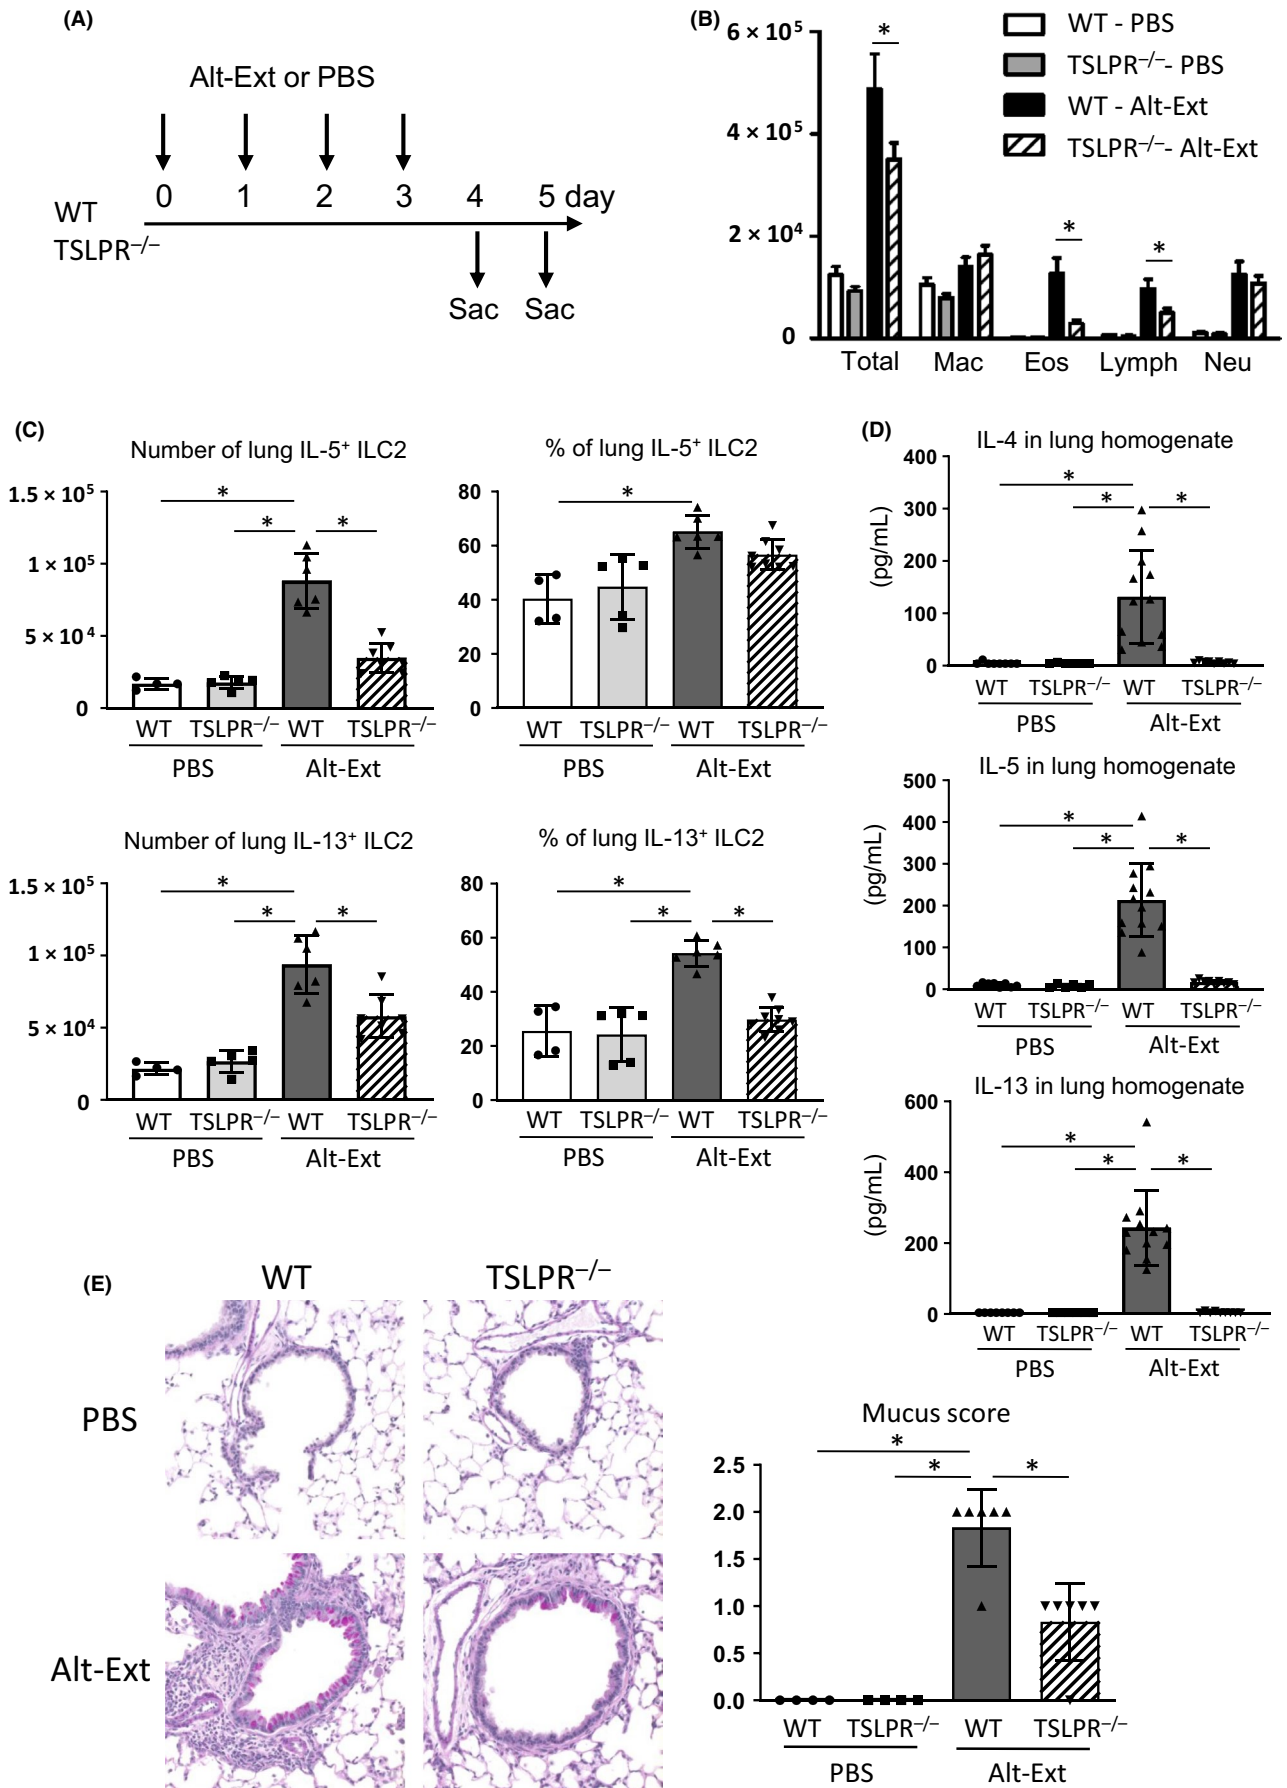 (A)
Alt-Ext or PBS
0 1 2 3 4 5 day
WT
TSLPR−/−
Sac Sac
(B)
6 × 10⁵
4 × 10⁵
2 × 10⁴
0
*
*
*
WT - PBS
TSLPR−/−- PBS
WT - Alt-Ext
TSLPR−/−- Alt-Ext
Total Mac Eos Lymph Neu
(C)
Number of lung IL-5⁺ ILC2
1.5 × 10⁵
1 × 10⁵
5 × 10⁴
0
*
* *
WT TSLPR−/− WT TSLPR−/−
PBS Alt-Ext
% of lung IL-5⁺ ILC2
80
60
40
20
0
*
WT TSLPR−/− WT TSLPR−/−
PBS Alt-Ext
Number of lung IL-13⁺ ILC2
1.5 × 10⁵
1 × 10⁵
5 × 10⁴
0
*
* *
WT TSLPR−/− WT TSLPR−/−
PBS Alt-Ext
% of lung IL-13⁺ ILC2
80
60
40
20
0
*
* *
WT TSLPR−/− WT TSLPR−/−
PBS Alt-Ext
(D)
IL-4 in lung homogenate
(pg/mL)
400
300
200
100
0
*
* *
WT TSLPR−/− WT TSLPR−/−
PBS Alt-Ext
IL-5 in lung homogenate
(pg/mL)
500
400
300
200
100
0
*
* *
WT TSLPR−/− WT TSLPR−/−
PBS Alt-Ext
IL-13 in lung homogenate
(pg/mL)
600
400
200
0
*
* *
WT TSLPR−/− WT TSLPR−/−
PBS Alt-Ext
(E)
WT TSLPR−/−
PBS
Alt-Ext
Mucus score
2.5
2.0
1.5
1.0
0.5
0.0
*
* *
WT TSLPR−/− WT TSLPR−/−
PBS Alt-Ext